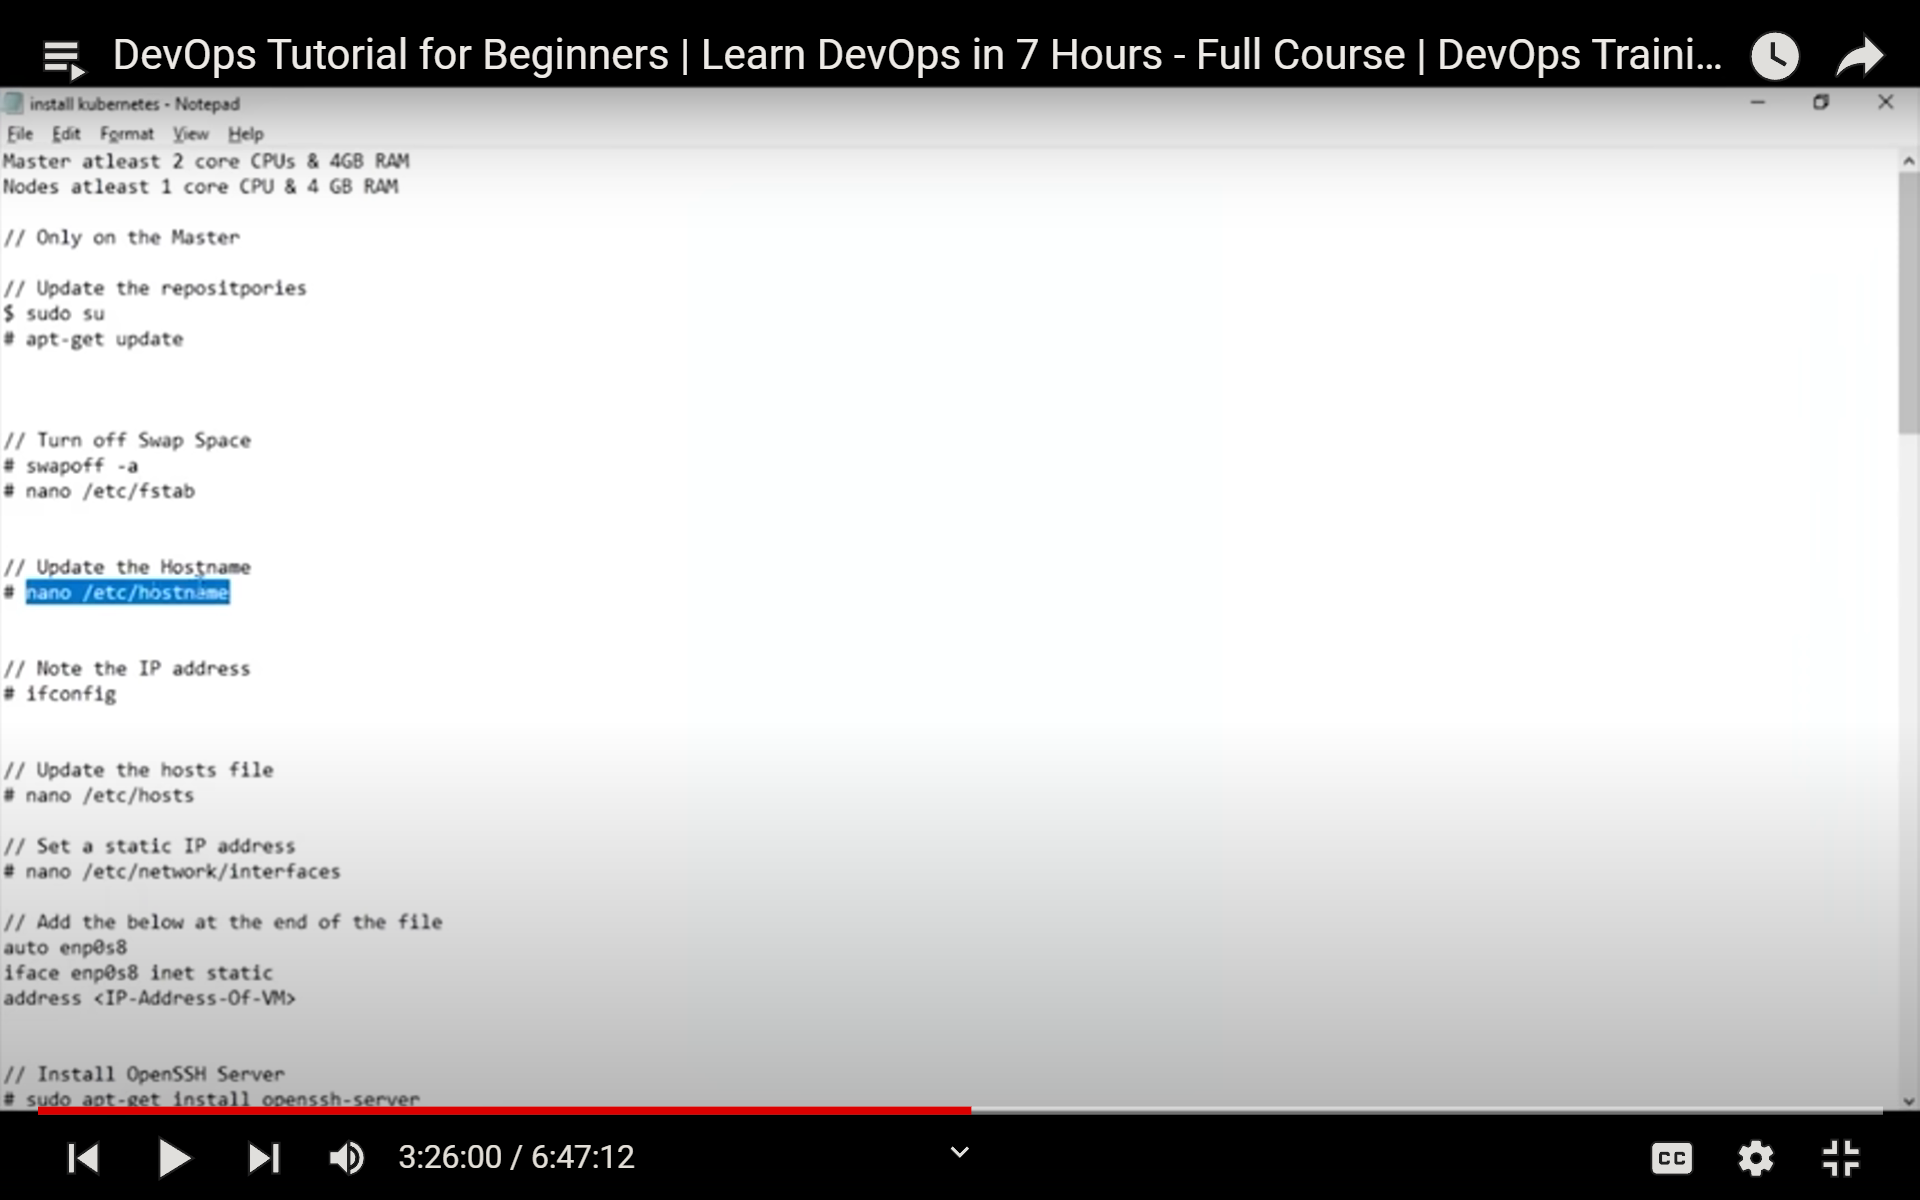 DevOps Tutorial for Beginners | Learn DevOps in 7 Hours - Full Course | DevOps Traini...
install kubernetes - Notepad
File Edit Format View Help
Master atleast 2 core CPUs & 4GB RAM
Nodes atleast 1 core CPU & 4 GB RAM
// Only on the Master
// Update the repositpories
$ sudo su
# apt-get update
// Turn off Swap Space
# swapoff -a
# nano /etc/fstab
// Update the Hostname
# nano /etc/hostname
// Note the IP address
# ifconfig
// Update the hosts file
# nano /etc/hosts
// Set a static IP address
# nano /etc/network/interfaces
// Add the below at the end of the file
auto enp0s8
iface enp0s8 inet static
address <IP-Address-Of-VM>
// Install OpenSSH Server
# sudo apt-get install openssh-server
3:26:00 / 6:47:12
CC